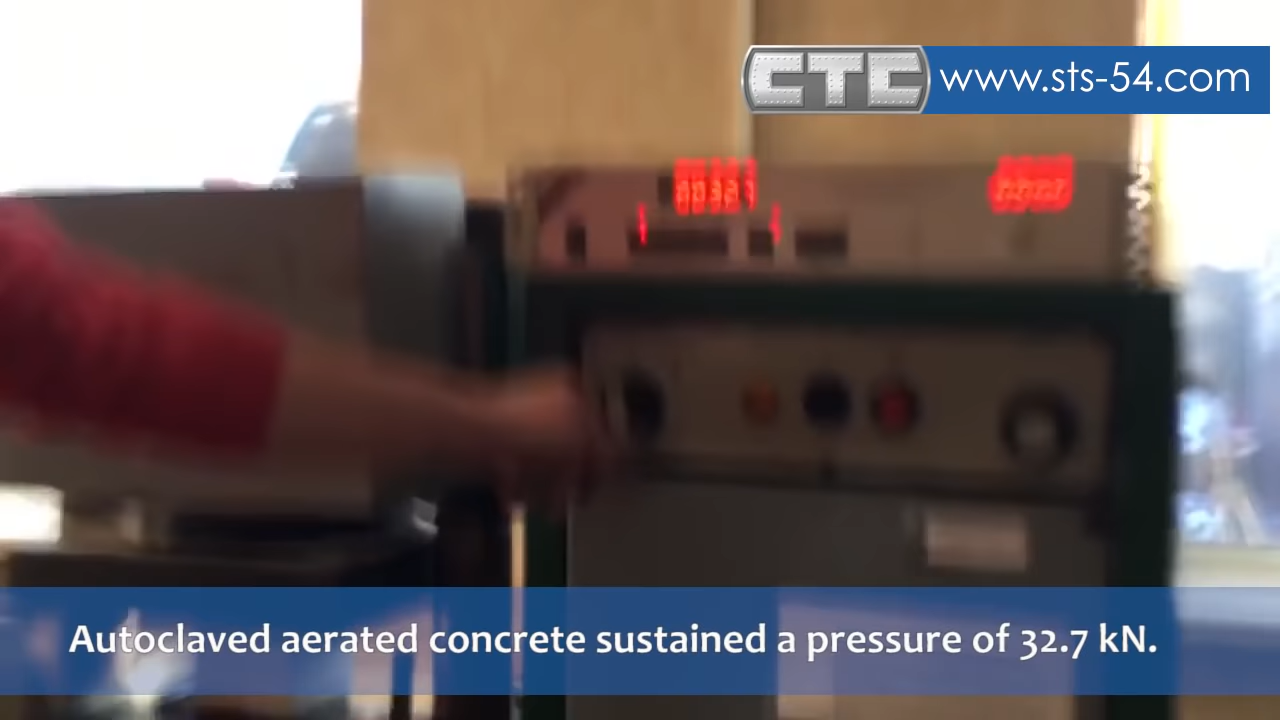 CTC www.sts-54.com
Autoclaved aerated concrete sustained a pressure of 32.7 kN.